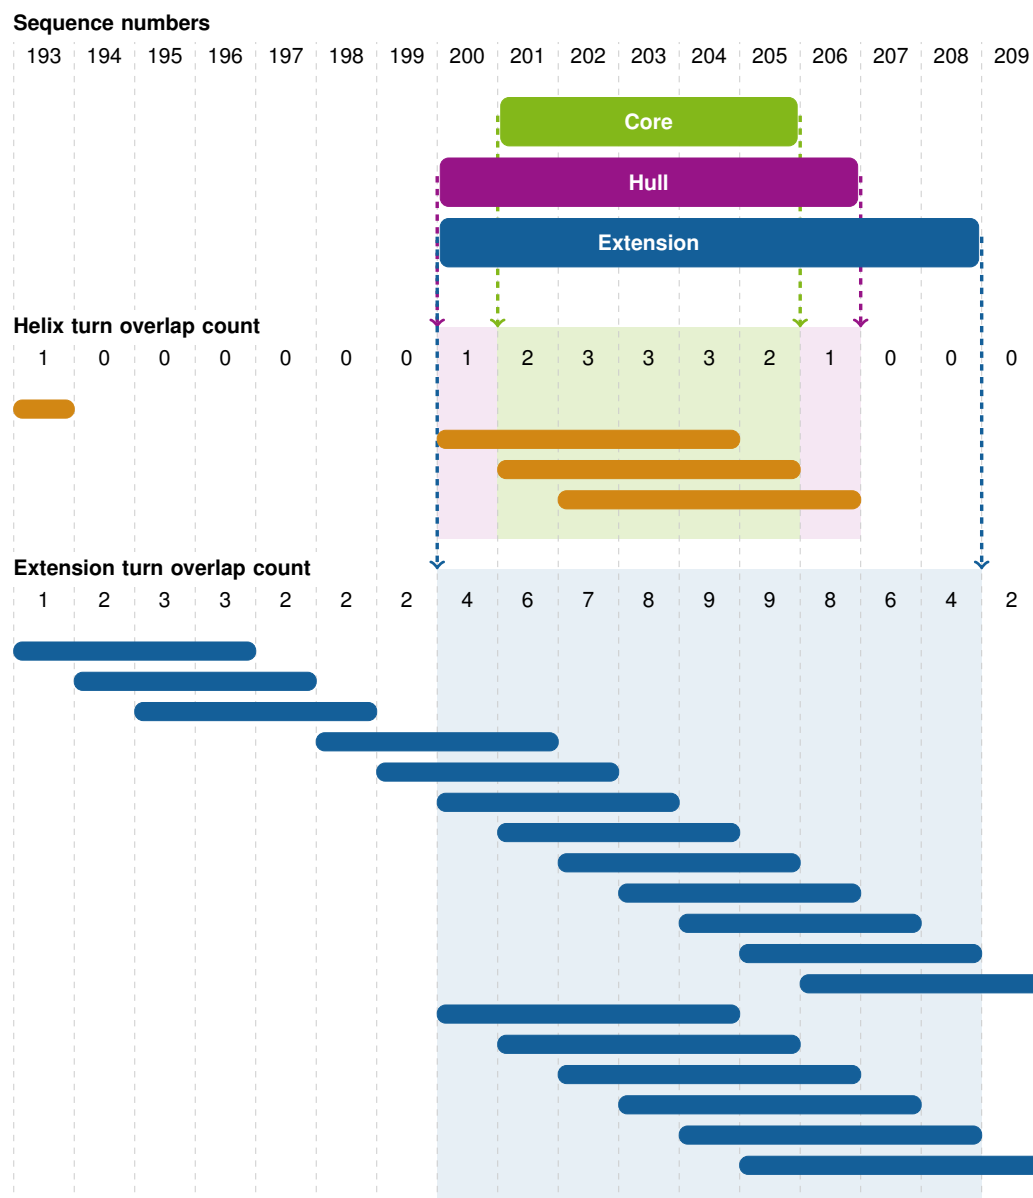 Sequence numbers
193 194 195 196 197 198 199 200 201 202 203 204 205 206 207 208 209
Core
Hull
Extension
Helix turn overlap count
1 0 0 0 0 0 0 1 2 3 3 3 2 1 0 0 0
Extension turn overlap count
1 2 3 3 2 2 2 4 6 7 8 9 9 8 6 4 2